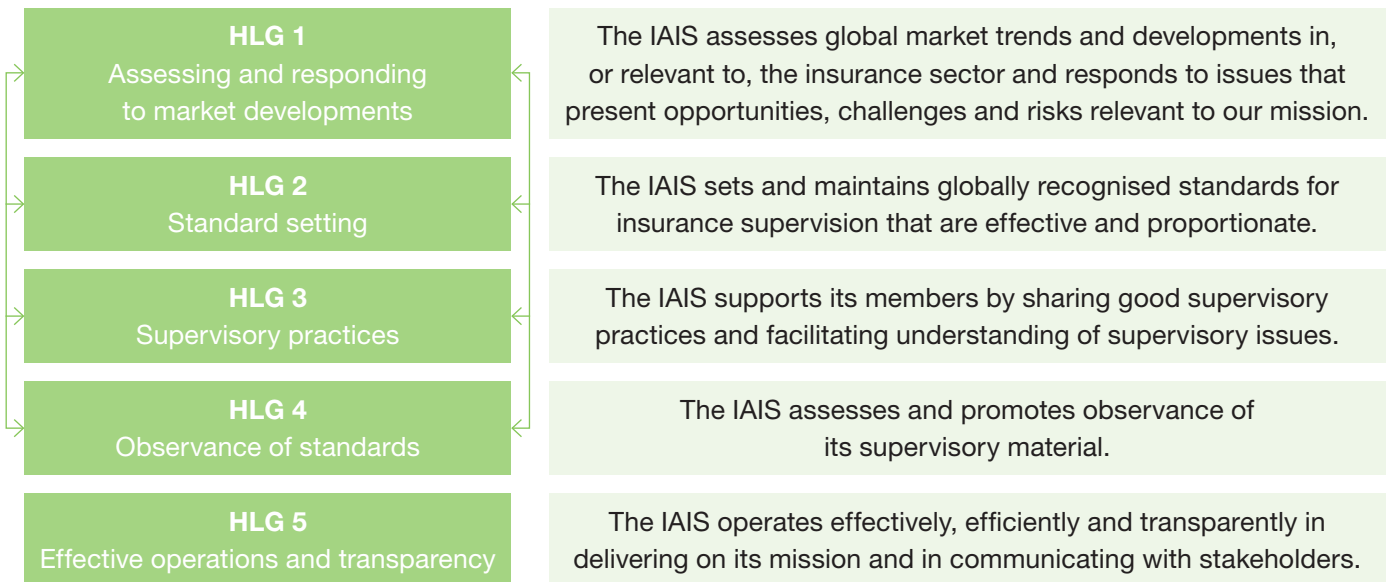 HLG 1
Assessing and responding
to market developments
The IAIS assesses global market trends and developments in,
or relevant to, the insurance sector and responds to issues that
present opportunities, challenges and risks relevant to our mission.
HLG 2
Standard setting
The IAIS sets and maintains globally recognised standards for
insurance supervision that are effective and proportionate.
HLG 3
Supervisory practices
The IAIS supports its members by sharing good supervisory
practices and facilitating understanding of supervisory issues.
HLG 4
Observance of standards
The IAIS assesses and promotes observance of
its supervisory material.
HLG 5
Effective operations and transparency
The IAIS operates effectively, efficiently and transparently in
delivering on its mission and in communicating with stakeholders.